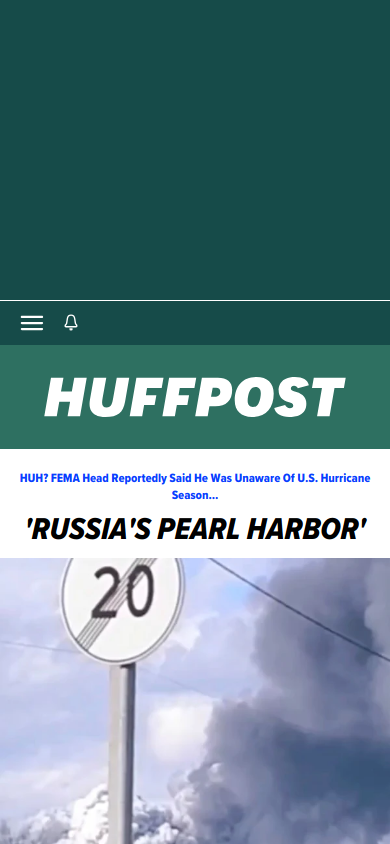 HUFFPOST
HUH? FEMA Head Reportedly Said He Was Unaware Of U.S. Hurricane
Season...
'RUSSIA'S PEARL HARBOR'
20